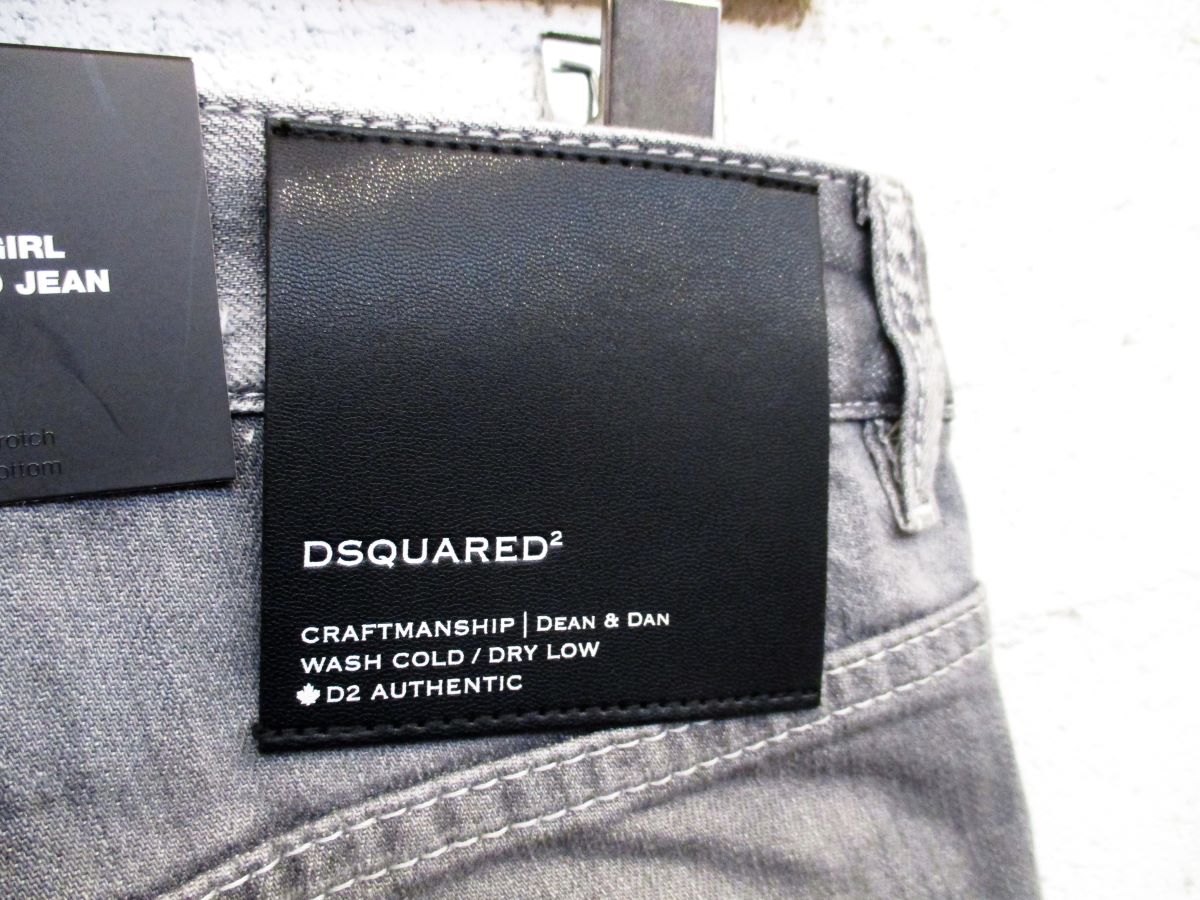 GIRL
JEAN
DSQUARED²
CRAFTMANSHIP | DEAN & DAN
WASH COLD / DRY LOW
D2 AUTHENTIC